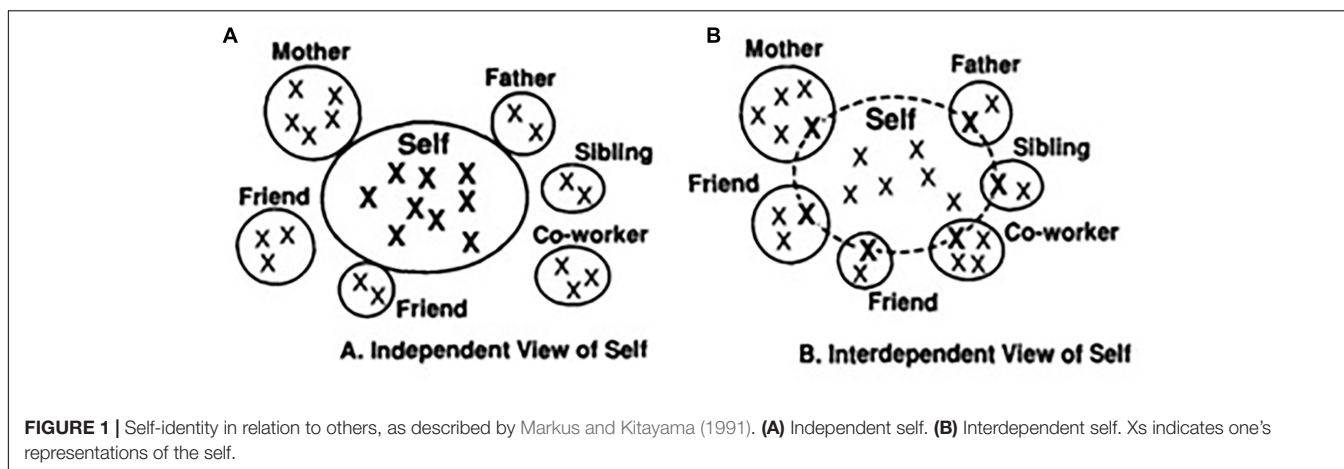 A
B
Mother
Father
Self
X X X X X
X X
X X X X X X X X X
Sibling
X X
Friend
X X X
Co-worker
X X X
X X
Friend
A. Independent View of Self
Mother
Father
Self
X X X X X
X X
X X X X X X
Sibling
X X
Friend
X X X
Co-worker
X X X X
X X
Friend
B. Interdependent View of Self
FIGURE 1 | Self-identity in relation to others, as described by Markus and Kitayama (1991). (A) Independent self. (B) Interdependent self. Xs indicates one’s
representations of the self.